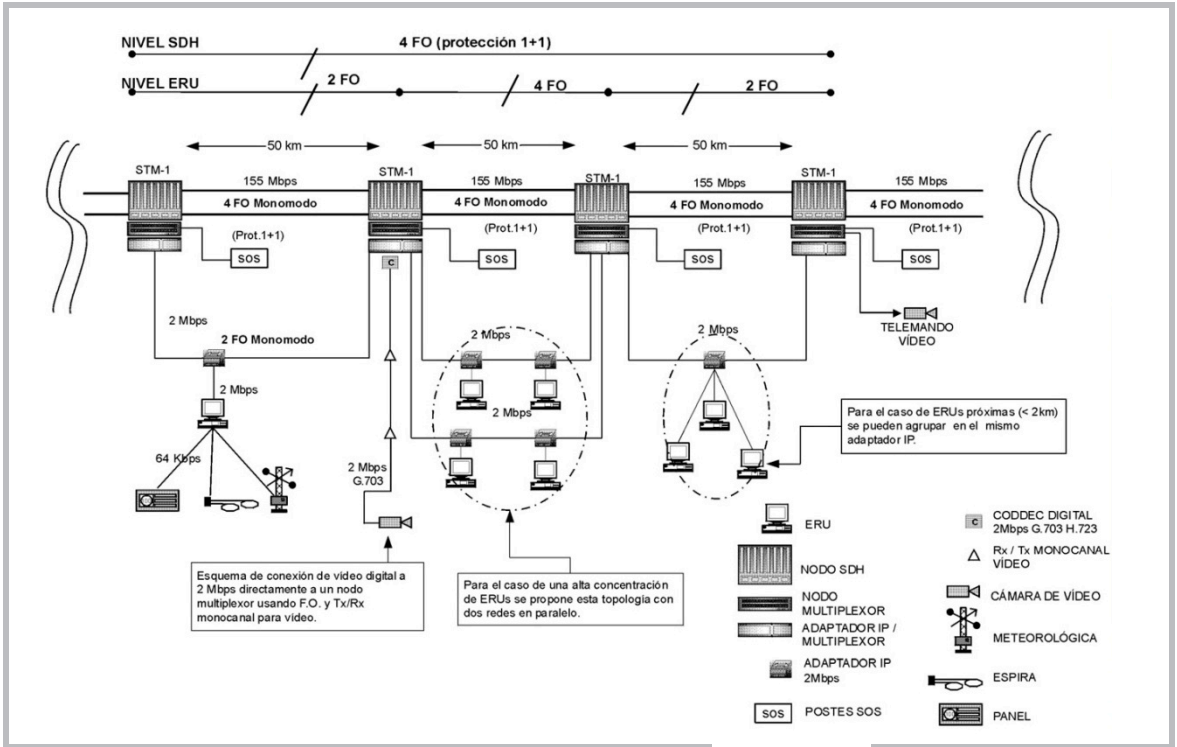 NIVEL SDH
4 FO (protección 1+1)
NIVEL ERU
2 FO
4 FO
2 FO
50 km
50 km
50 km
STM-1
STM-1
STM-1
STM-1
155 Mbps
155 Mbps
155 Mbps
155 Mbps
4 FO Monomodo
4 FO Monomodo
4 FO Monomodo
4 FO Monomodo
(Prot.1+1)
(Prot.1+1)
(Prot.1+1)
(Prot.1+1)
SOS
SOS
SOS
SOS
C
2 Mbps
2 FO Monomodo
2 Mbps
2 Mbps
TELEMANDO
VÍDEO
2 Mbps
2 Mbps
64 Kbps
2 Mbps
G.703
Para el caso de ERUs próximas (< 2km)
se pueden agrupar en el mismo
adaptador IP.
Esquema de conexión de vídeo digital a
2 Mbps directamente a un nodo
multiplexor usando F.O. y Tx/Rx
monocanal para vídeo.
Para el caso de una alta concentración
de ERUs se propone esta topología con
dos redes en paralelo.
ERU
NODO SDH
NODO
MULTIPLEXOR
ADAPTADOR IP /
MULTIPLEXOR
ADAPTADOR IP
2Mbps
SOS
POSTES SOS
C
CODDEC DIGITAL
2Mbps G.703 H.723
Rx / Tx MONOCANAL
VÍDEO
CÁMARA DE VÍDEO
METEOROLÓGICA
ESPIRA
PANEL